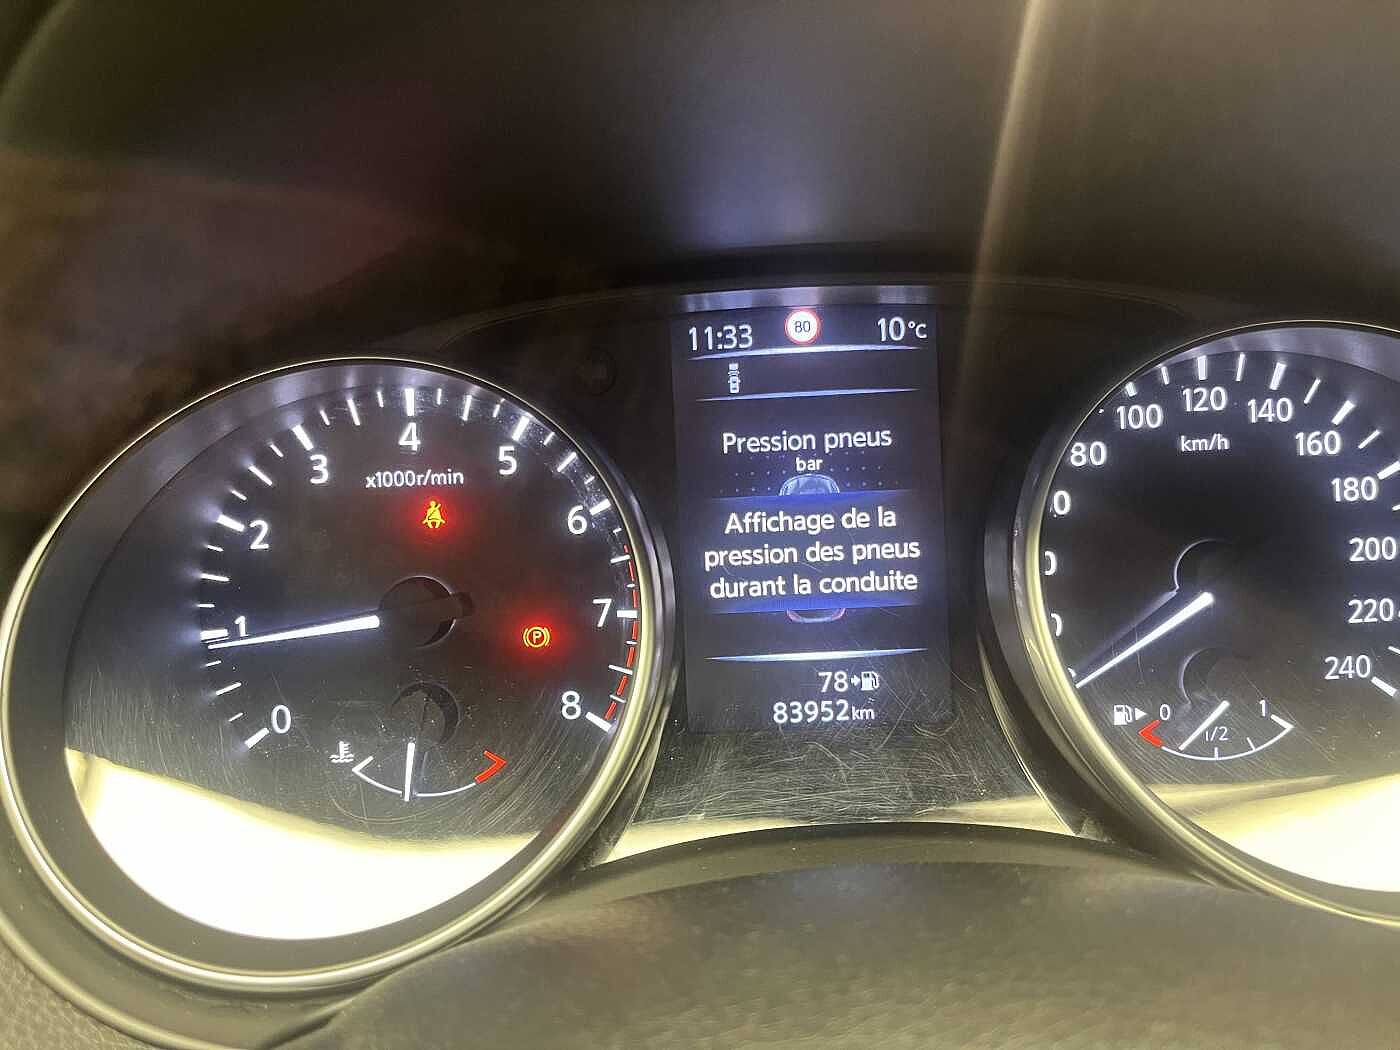 11:33 80 10°C
Pression pneus
bar
Affichage de la
pression des pneus
durant la conduite
78
83952km
0
1
2
3
4
5
6
7
8
x1000r/min
P
80
100
120
140
160
180
200
220
240
km/h
0
1/2
1